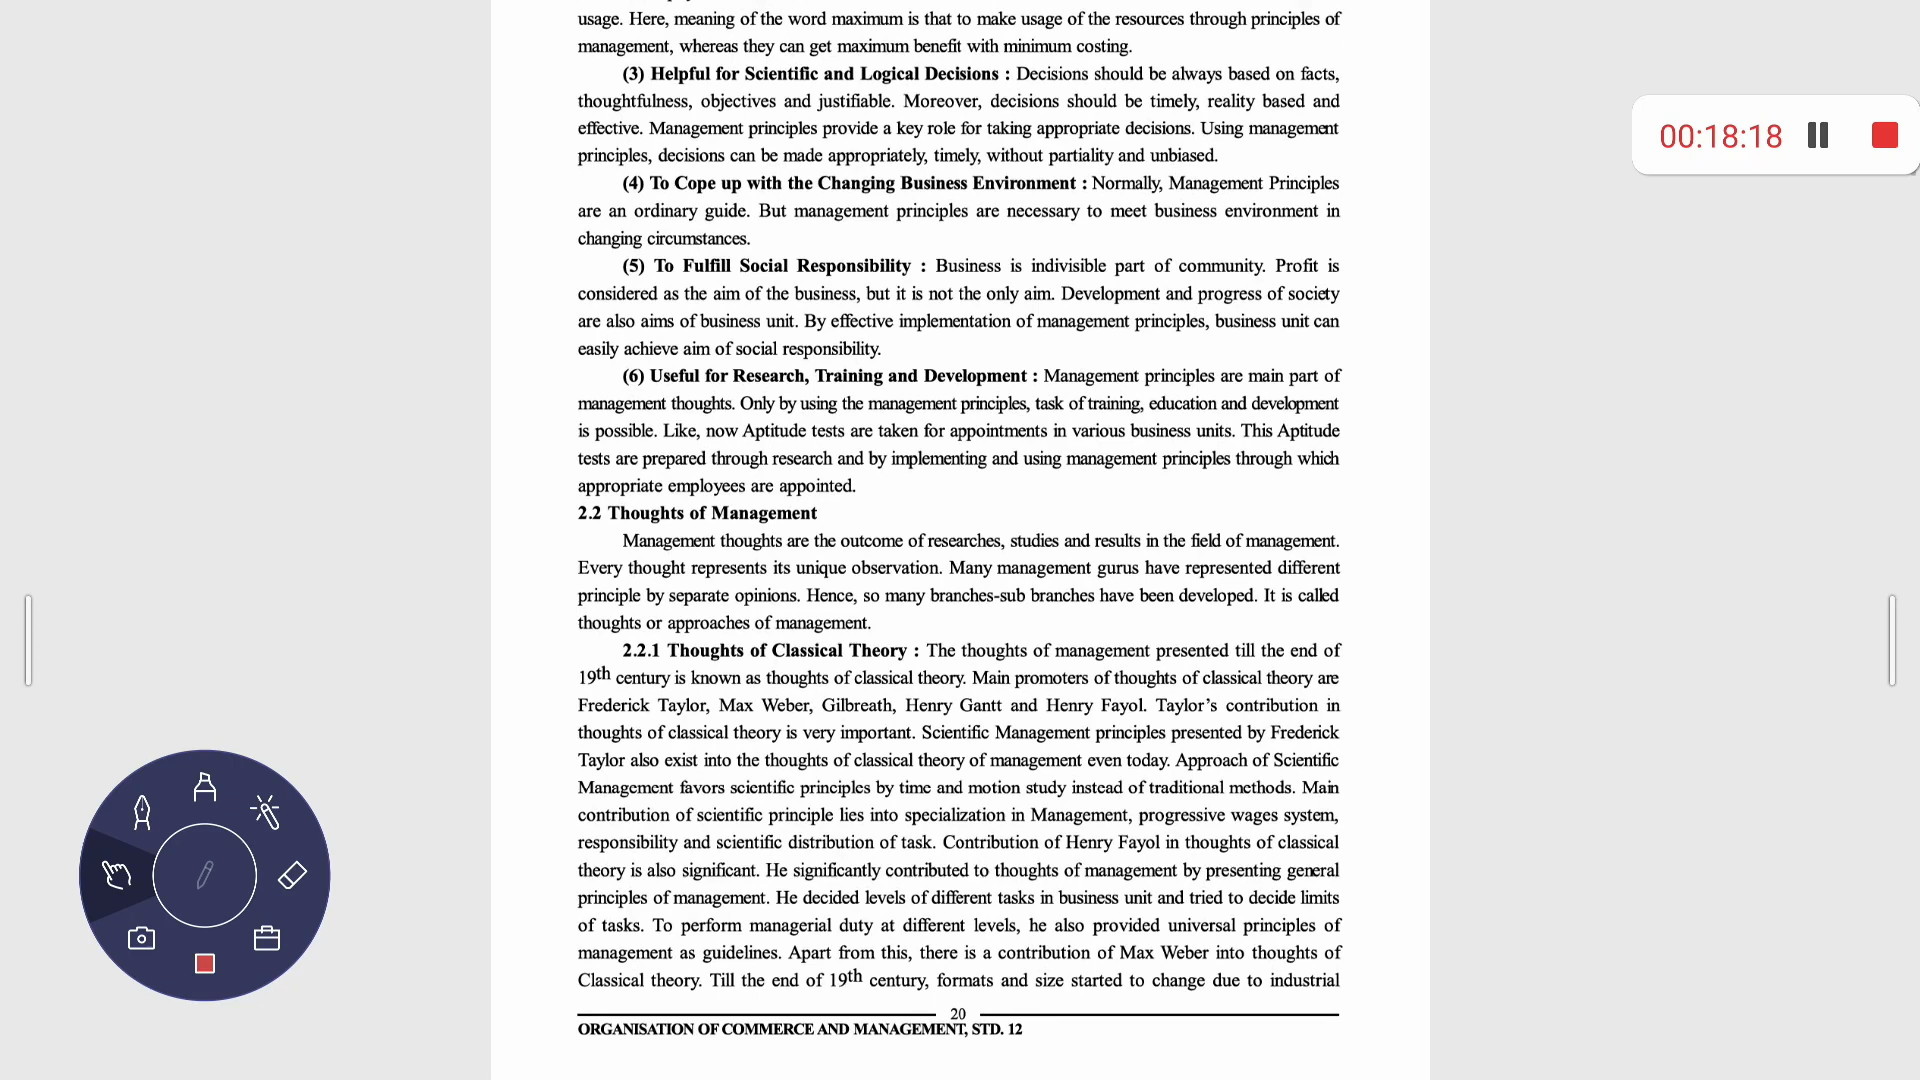 usage. Here, meaning of the word maximum is that to make usage of the resources through principles of
management, whereas they can get maximum benefit with minimum costing.
(3) Helpful for Scientific and Logical Decisions : Decisions should be always based on facts,
thoughtfulness, objectives and justifiable. Moreover, decisions should be timely, reality based and
effective. Management principles provide a key role for taking appropriate decisions. Using management
principles, decisions can be made appropriately, timely, without partiality and unbiased.
(4) To Cope up with the Changing Business Environment : Normally, Management Principles
are an ordinary guide. But management principles are necessary to meet business environment in
changing circumstances.
(5) To Fulfill Social Responsibility : Business is indivisible part of community. Profit is
considered as the aim of the business, but it is not the only aim. Development and progress of society
are also aims of business unit. By effective implementation of management principles, business unit can
easily achieve aim of social responsibility.
(6) Useful for Research, Training and Development : Management principles are main part of
management thoughts. Only by using the management principles, task of training, education and development
is possible. Like, now Aptitude tests are taken for appointments in various business units. This Aptitude
tests are prepared through research and by implementing and using management principles through which
appropriate employees are appointed.
2.2 Thoughts of Management
Management thoughts are the outcome of researches, studies and results in the field of management.
Every thought represents its unique observation. Many management gurus have represented different
principle by separate opinions. Hence, so many branches-sub branches have been developed. It is called
thoughts or approaches of management.
2.2.1 Thoughts of Classical Theory : The thoughts of management presented till the end of
19th century is known as thoughts of classical theory. Main promoters of thoughts of classical theory are
Frederick Taylor, Max Weber, Gilbreath, Henry Gantt and Henry Fayol. Taylor's contribution in
thoughts of classical theory is very important. Scientific Management principles presented by Frederick
Taylor also exist into the thoughts of classical theory of management even today. Approach of Scientific
Management favors scientific principles by time and motion study instead of traditional methods. Main
contribution of scientific principle lies into specialization in Management, progressive wages system,
responsibility and scientific distribution of task. Contribution of Henry Fayol in thoughts of classical
theory is also significant. He significantly contributed to thoughts of management by presenting general
principles of management. He decided levels of different tasks in business unit and tried to decide limits
of tasks. To perform managerial duty at different levels, he also provided universal principles of
management as guidelines. Apart from this, there is a contribution of Max Weber into thoughts of
Classical theory. Till the end of 19th century, formats and size started to change due to industrial
20
ORGANISATION OF COMMERCE AND MANAGEMENT, STD. 12
00:18:18